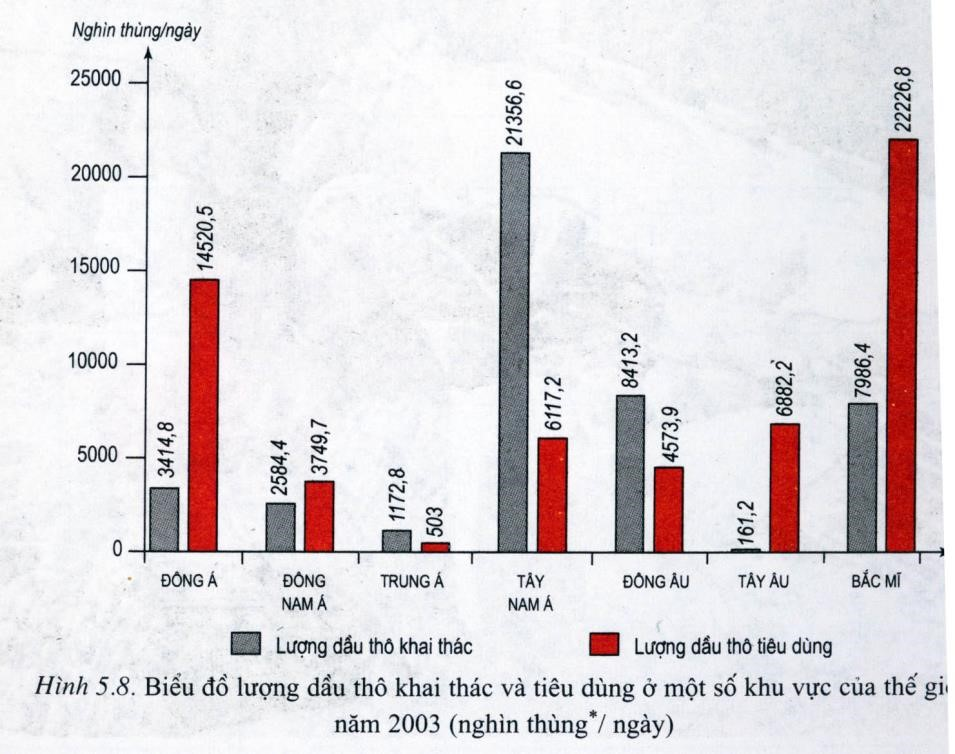 Nghìn thùng/ngày
25000
20000
15000
10000
5000
0
3414,8
14520,5
2584,4
3749,7
1172,8
503
21356,6
6117,2
8413,2
4573,9
161,2
6882,2
7986,4
22226,8
ĐÔNG Á
ĐÔNG
NAM Á
TRUNG Á
TÂY
NAM Á
ĐÔNG ÂU
TÂY ÂU
BẮC MĨ
Lượng dầu thô khai thác
Lượng dầu thô tiêu dùng
Hình 5.8. Biểu đồ lượng dầu thô khai thác và tiêu dùng ở một số khu vực của thế
năm 2003 (nghìn thùng*/ ngày)